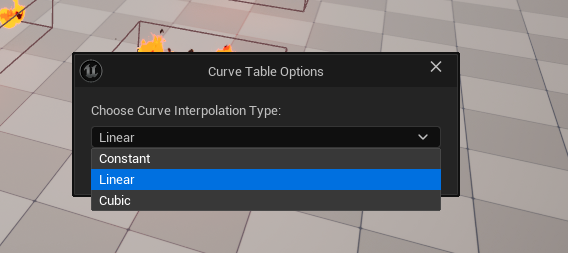 Curve Table Options
Choose Curve Interpolation Type:
Linear
Constant
Linear
Cubic